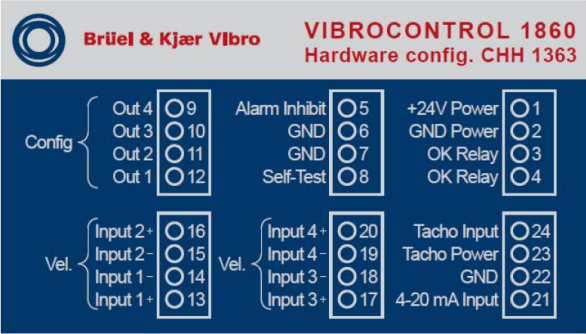 Brüel & Kjær Vibro
VIBROCONTROL 1860
Hardware config. CHH 1363
Config
Out 4 9
Out 3 10
Out 2 11
Out 1 12
Alarm Inhibit 5
GND 6
GND 7
Self-Test 8
+24V Power 1
GND Power 2
OK Relay 3
OK Relay 4
Vel.
Input 2+ 16
Input 2- 15
Input 1- 14
Input 1+ 13
Vel.
Input 4+ 20
Input 4- 19
Input 3- 18
Input 3+ 17
Tacho Input 24
Tacho Power 23
GND 22
4-20 mA Input 21